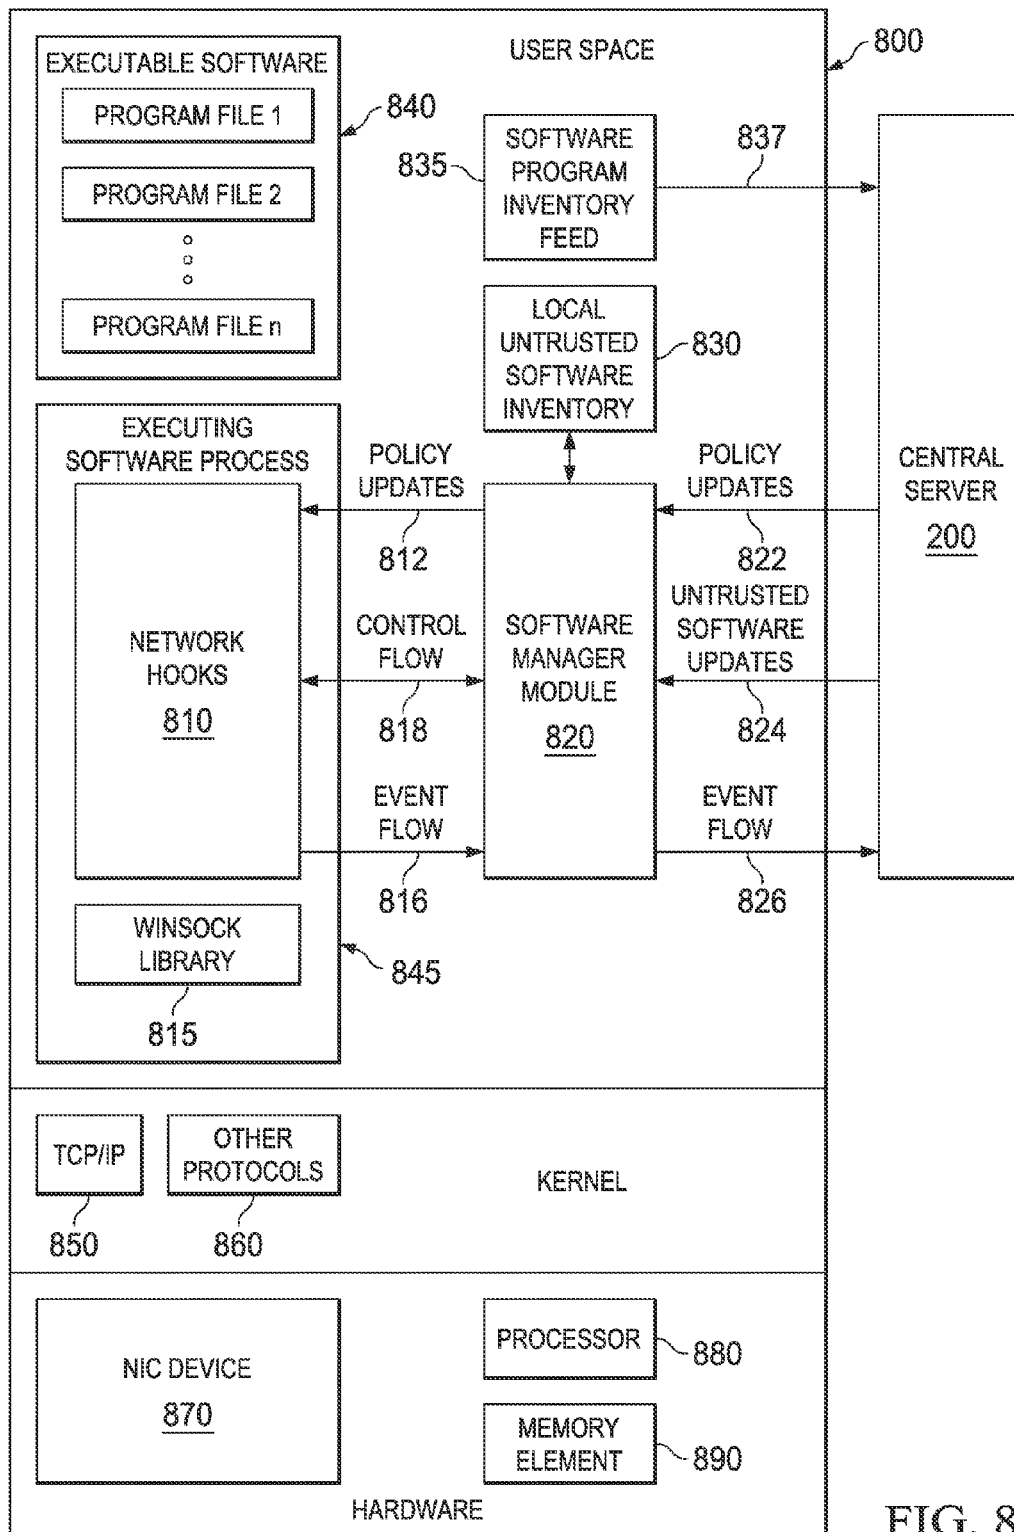 USER SPACE
800
EXECUTABLE SOFTWARE
PROGRAM FILE 1
PROGRAM FILE 2
PROGRAM FILE n
840
835
SOFTWARE
PROGRAM
INVENTORY
FEED
837
LOCAL
UNTRUSTED
SOFTWARE
INVENTORY
830
EXECUTING
SOFTWARE PROCESS
NETWORK
HOOKS
810
POLICY
UPDATES
812
CONTROL
FLOW
818
EVENT
FLOW
816
SOFTWARE
MANAGER
MODULE
820
POLICY
UPDATES
822
UNTRUSTED
SOFTWARE
UPDATES
824
EVENT
FLOW
826
CENTRAL
SERVER
200
WINSOCK
LIBRARY
815
845
TCP/IP
850
OTHER
PROTOCOLS
860
KERNEL
NIC DEVICE
870
PROCESSOR
880
MEMORY
ELEMENT
890
HARDWARE
FIG. 8